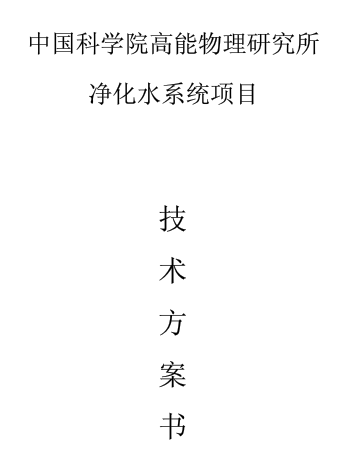 中国科学院高能物理研究所
净化水系统项目
技
术
方
案
书